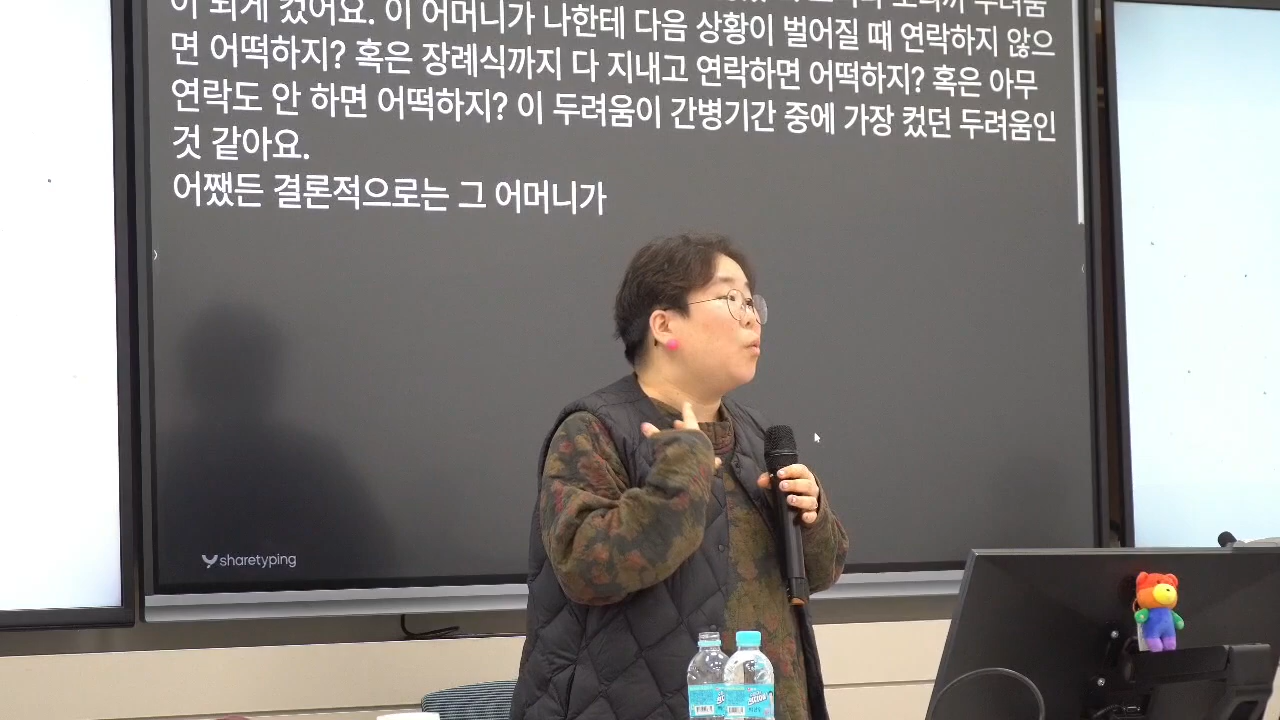 이 되게 컸어요. 이 어머니가 나한테 다음 상황이 벌어질 때 연락하지 않으
면 어떡하지? 혹은 장례식까지 다 지내고 연락하면 어떡하지? 혹은 아무
연락도 안 하면 어떡하지? 이 두려움이 간병기간 중에 가장 컸던 두려움인
것 같아요.
어쨌든 결론적으로는 그 어머니가
sharetyping